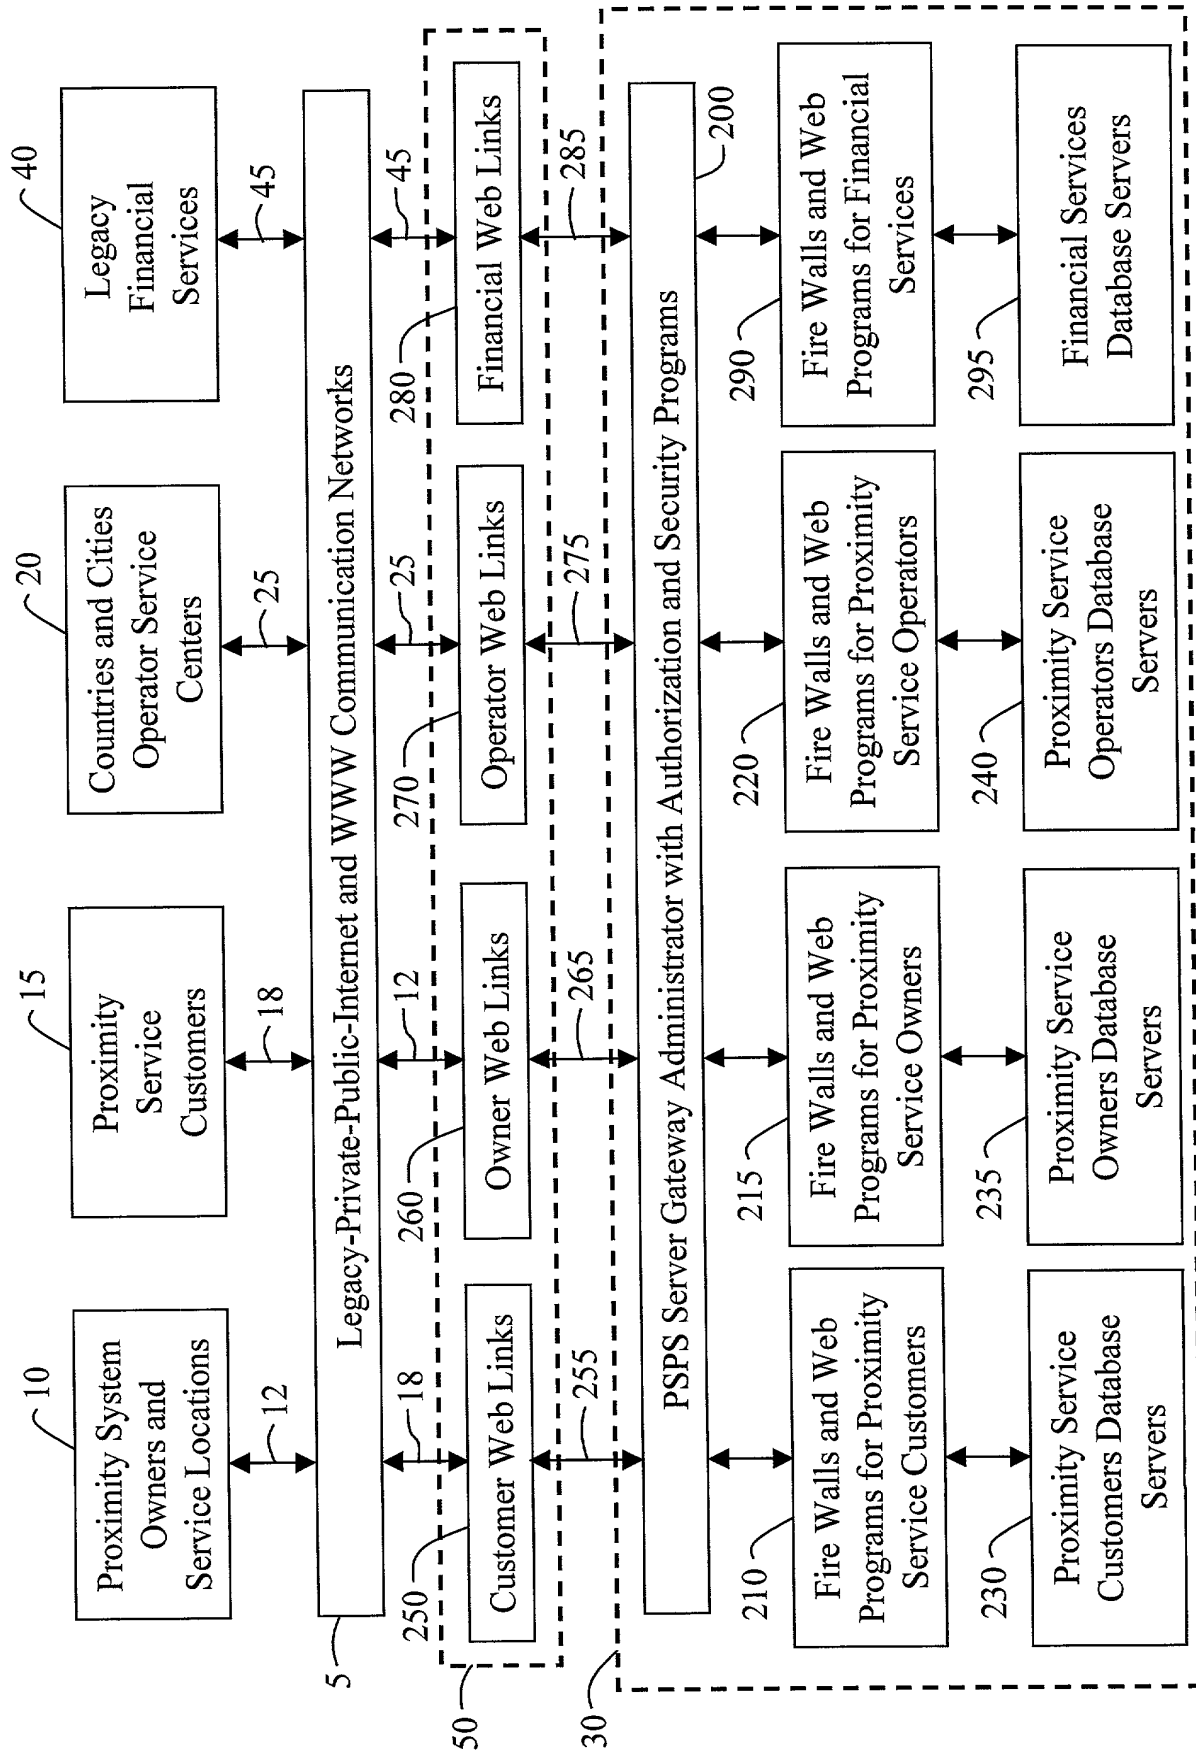 10
Proximity System
Owners and
Service Locations
15
Proximity
Service
Customers
20
Countries and Cities
Operator Service
Centers
40
Legacy
Financial
Services
12
18
25
45
5
Legacy-Private-Public-Internet and WWW Communication Networks
18
12
25
45
50
250
Customer Web Links
260
Owner Web Links
270
Operator Web Links
280
Financial Web Links
255
265
275
285
30
PSPS Server Gateway Administrator with Authorization and Security Programs
200
210
Fire Walls and Web
Programs for Proximity
Service Customers
215
Fire Walls and Web
Programs for Proximity
Service Owners
220
Fire Walls and Web
Programs for Proximity
Service Operators
290
Fire Walls and Web
Programs for Financial
Services
230
Proximity Service
Customers Database
Servers
235
Proximity Service
Owners Database
Servers
240
Proximity Service
Operators Database
Servers
295
Financial Services
Database Servers